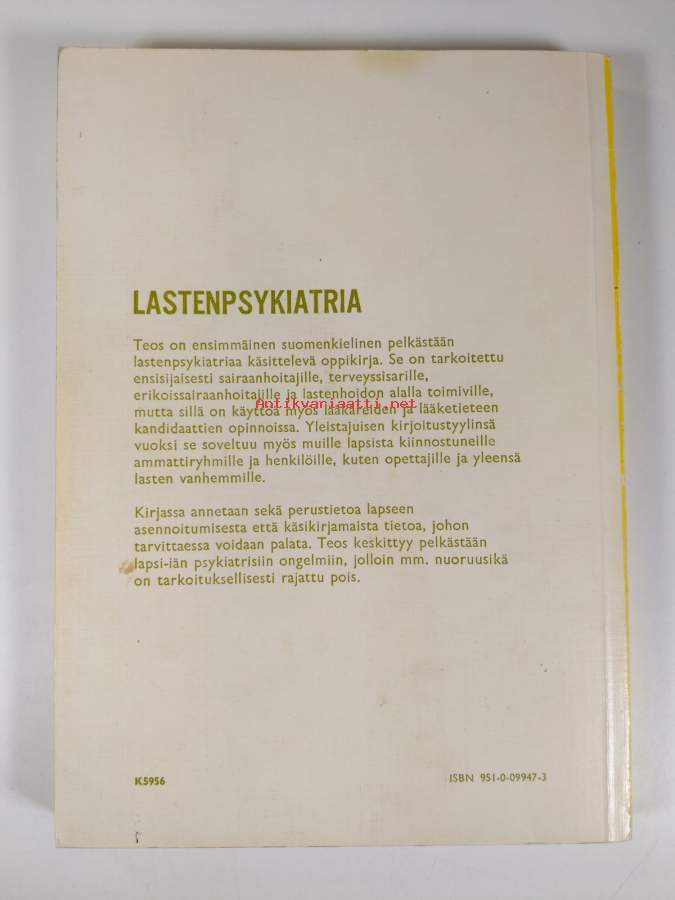 LASTENPSYKIATRIA
Teos on ensimmäinen suomenkielinen pelkästään
lastenpsykiatriaa käsittelevä oppikirja. Se on tarkoitettu
ensisijaisesti sairaanhoitajille, terveyssisarille,
erikoissairaanhoitajille ja lastenhoidon alalla toimiville,
Antikvariaatti.net
mutta sillä on käyttöä myös lääkäreiden ja lääketieteen
kandidaattien opinnoissa. Yleistajuisen kirjoitustyylinsä
vuoksi se soveltuu myös muille lapsista kiinnostuneille
ammattiryhmille ja henkilöille, kuten opettajille ja yleensä
lasten vanhemmille.
Kirjassa annetaan sekä perustietoa lapseen
asennoitumisesta että käsikirjamaista tietoa, johon
tarvittaessa voidaan palata. Teos keskittyy pelkästään
lapsi-iän psykiatrisiin ongelmiin, jolloin mm. nuoruusikä
on tarkoituksellisesti rajattu pois.
K5956
ISBN 951-0-09947-3